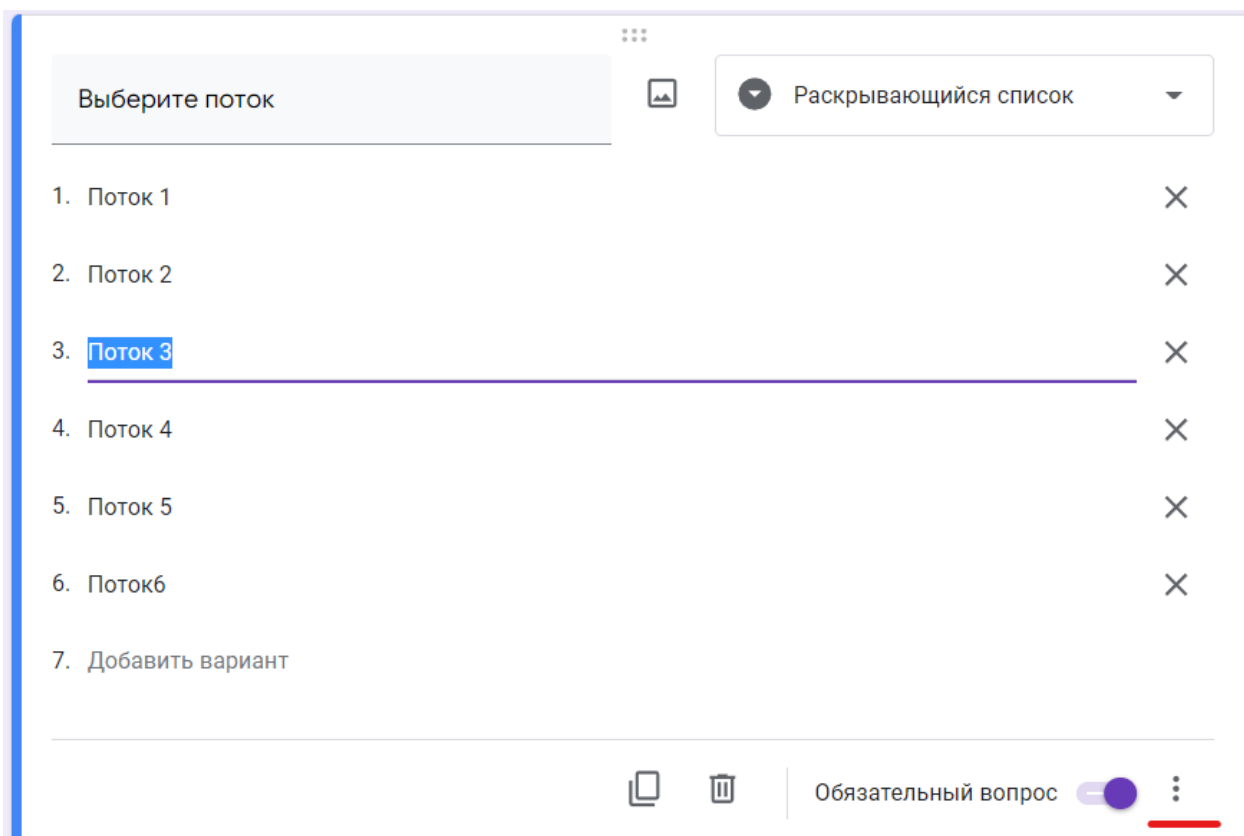 Выберите поток
Раскрывающийся список
1. Поток 1
2. Поток 2
3. Поток 3
4. Поток 4
5. Поток 5
6. Поток6
7. Добавить вариант
Обязательный вопрос